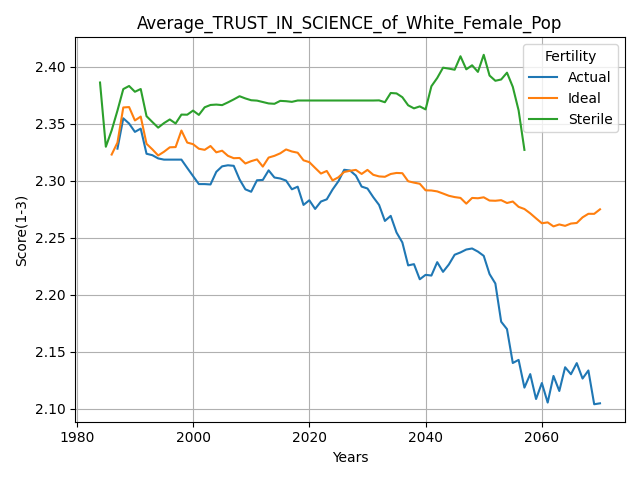 Average_TRUST_IN_SCIENCE_of_White_Female_Pop
Score(1-3)
2.40
2.35
2.30
2.25
2.20
2.15
2.10
Fertility
Actual
Ideal
Sterile
1980
2000
2020
2040
2060
Years